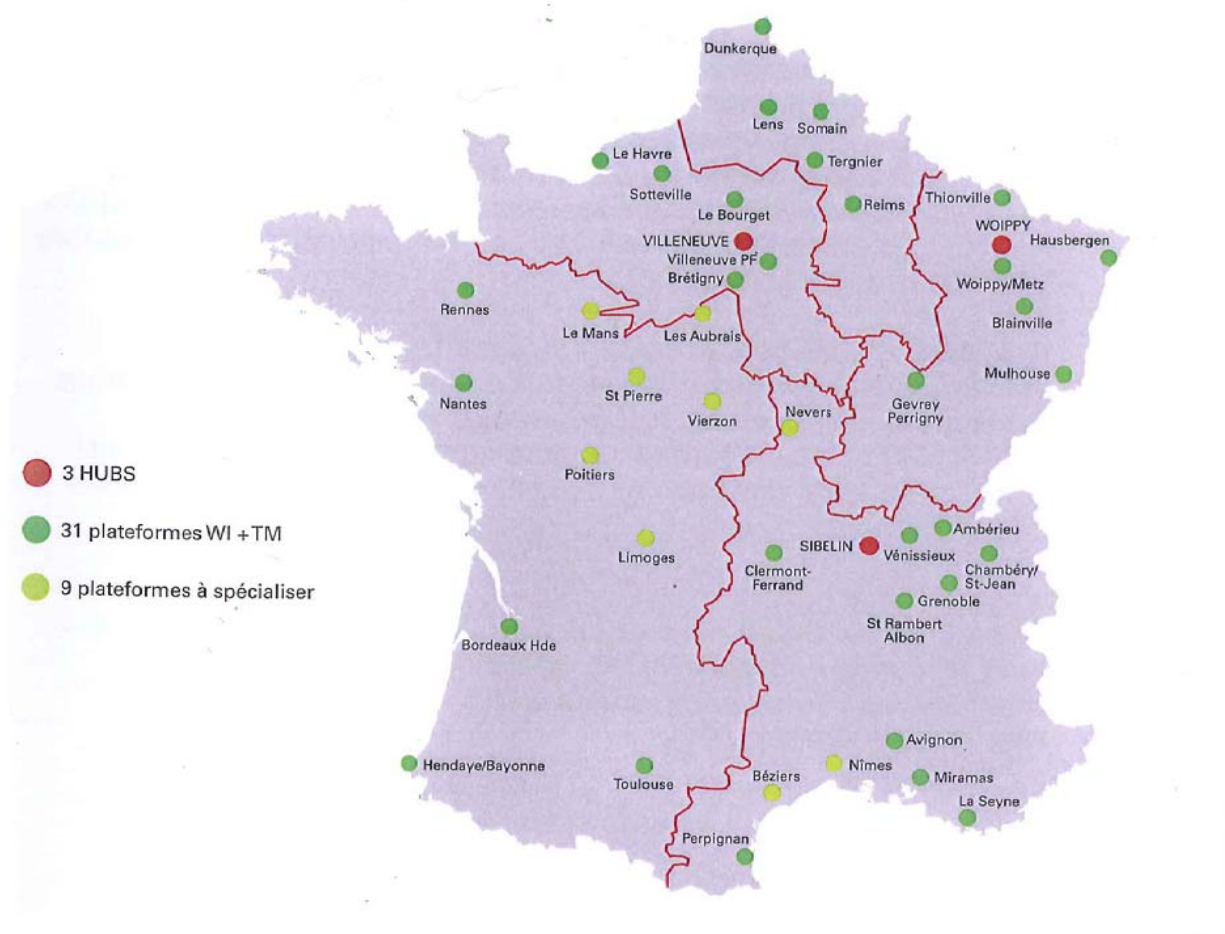 Dunkerque
Lens
Somain
Le Havre
Tergnier
Sotteville
Reims
Thionville
Le Bourget
WOIPPY
VILLENEUVE
Hausbergen
Villeneuve PF
Brétigny
Woippy/Metz
Rennes
Blainville
Le Mans
Les Aubrais
Mulhouse
St Pierre
Nantes
Gevrey
Perrigny
Nevers
Vierzon
3 HUBS
Poitiers
31 plateformes WI + TM
Ambérieu
SIBELIN
Vénissieux
Limoges
Clermont-
Ferrand
Chambéry/
St-Jean
9 plateformes à spécialiser
Grenoble
St Rambert
Albon
Bordeaux Hde
Avignon
Hendaye/Bayonne
Nîmes
Toulouse
Béziers
Miramas
La Seyne
Perpignan